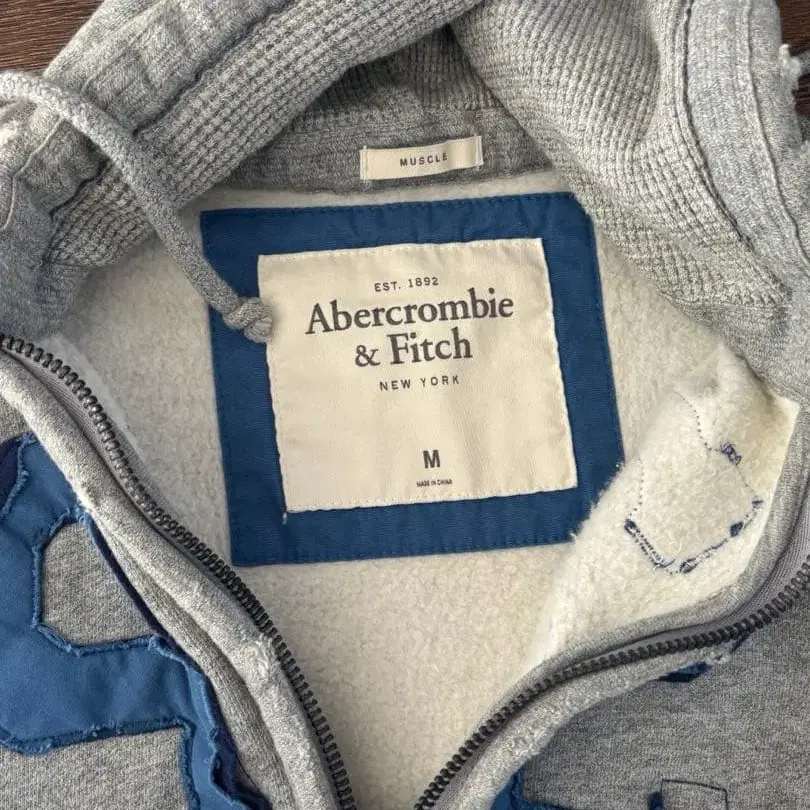 MUSCLE
EST. 1892
Abercrombie
& Fitch
NEW YORK
M
MADE IN CHINA